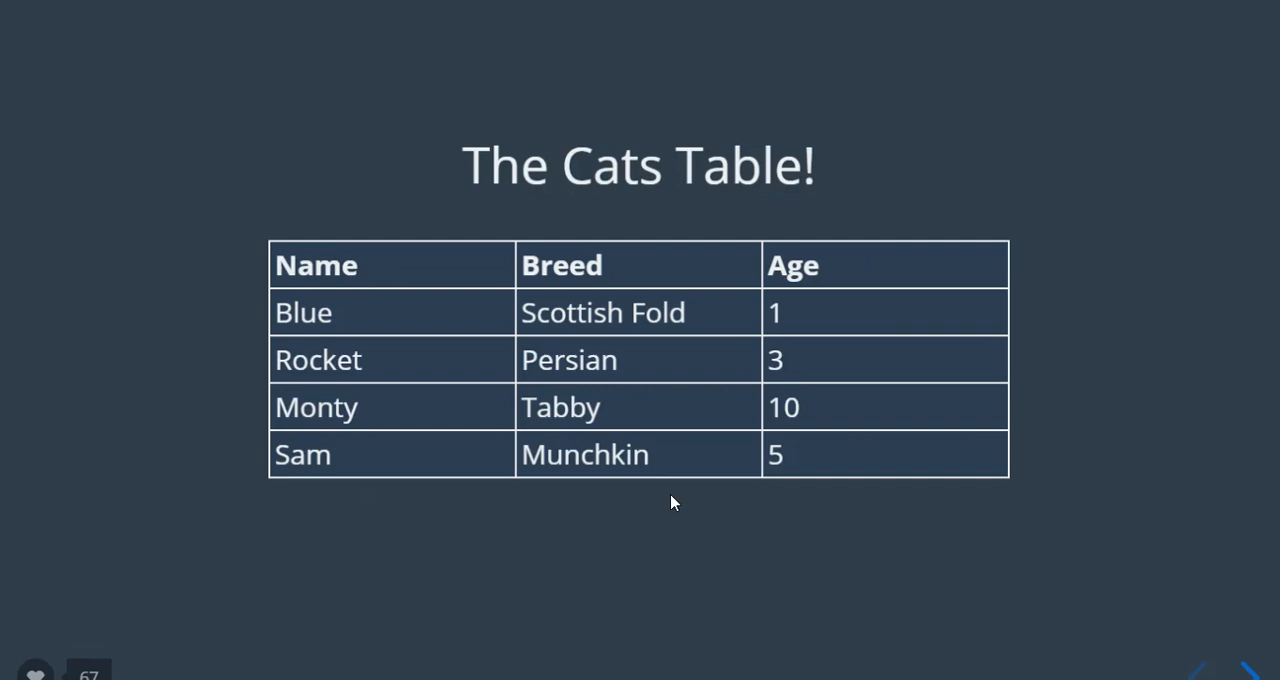 The Cats Table!
Name Breed Age
Blue Scottish Fold 1
Rocket Persian 3
Monty Tabby 10
Sam Munchkin 5
67